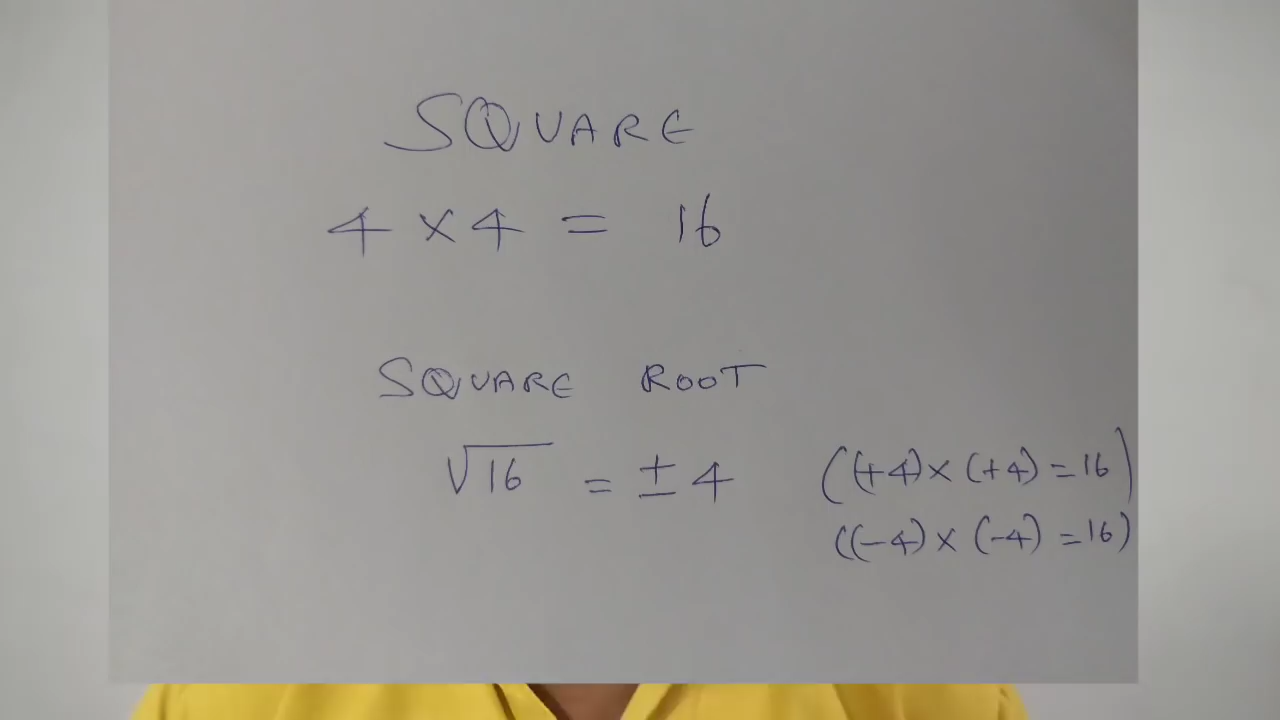 SQUARE
4 × 4 = 16
SQUARE ROOT
√16 = ± 4 ((+4) × (+4) = 16)
((-4) × (-4) = 16)